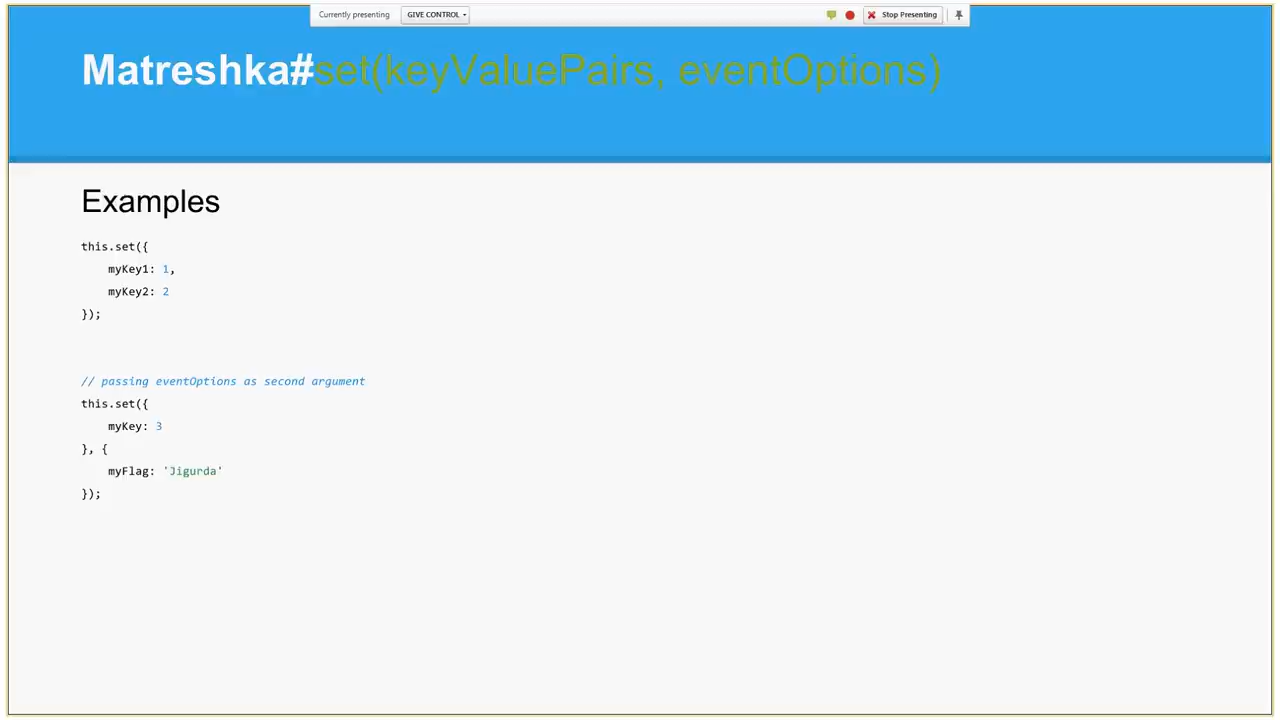 Currently presenting GIVE CONTROL Stop Presenting
Matreshka#set(keyValuePairs, eventOptions)
Examples
this.set({
    myKey1: 1,
    myKey2: 2
});
// passing eventOptions as second argument
this.set({
    myKey: 3
}, {
    myFlag: 'Jigurda'
});